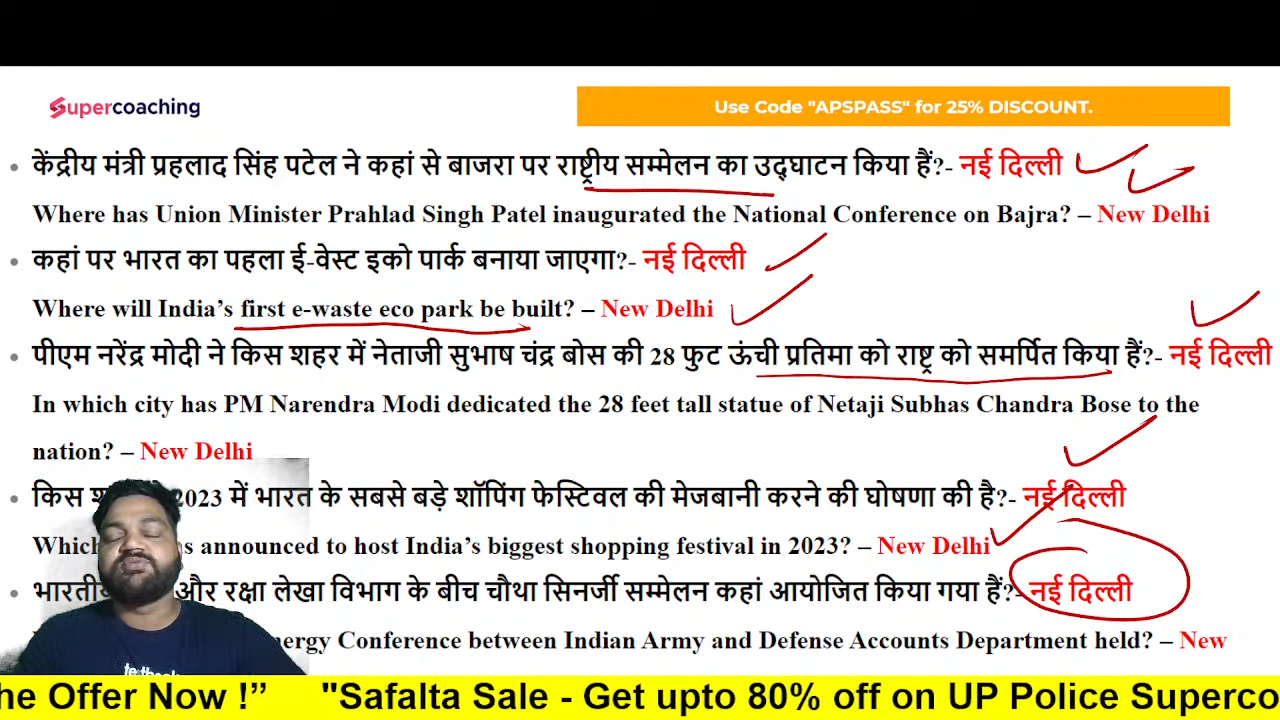 Supercoaching
Use Code "APSPASS" for 25% DISCOUNT.
केंद्रीय मंत्री प्रहलाद सिंह पटेल ने कहां से बाजरा पर राष्ट्रीय सम्मेलन का उद्घाटन किया हैं?- नई दिल्ली
Where has Union Minister Prahlad Singh Patel inaugurated the National Conference on Bajra? – New Delhi
कहां पर भारत का पहला ई-वेस्ट इको पार्क बनाया जाएगा?- नई दिल्ली
Where will India's first e-waste eco park be built? – New Delhi
पीएम नरेंद्र मोदी ने किस शहर में नेताजी सुभाष चंद्र बोस की 28 फुट ऊंची प्रतिमा को राष्ट्र को समर्पित किया हैं?- नई दिल्ली
In which city has PM Narendra Modi dedicated the 28 feet tall statue of Netaji Subhas Chandra Bose to the
nation? – New Delhi
किस 2023 में भारत के सबसे बड़े शॉपिंग फेस्टिवल की मेजबानी करने की घोषणा की है?- नई दिल्ली
Which announced to host India's biggest shopping festival in 2023? – New Delhi
और रक्षा लेखा विभाग के बीच चौथा सिनर्जी सम्मेलन कहां आयोजित किया गया हैं?- नई दिल्ली
Conference between Indian Army and Defense Accounts Department held? – New
he Offer Now !” "Safalta Sale - Get upto 80% off on UP Police Superco